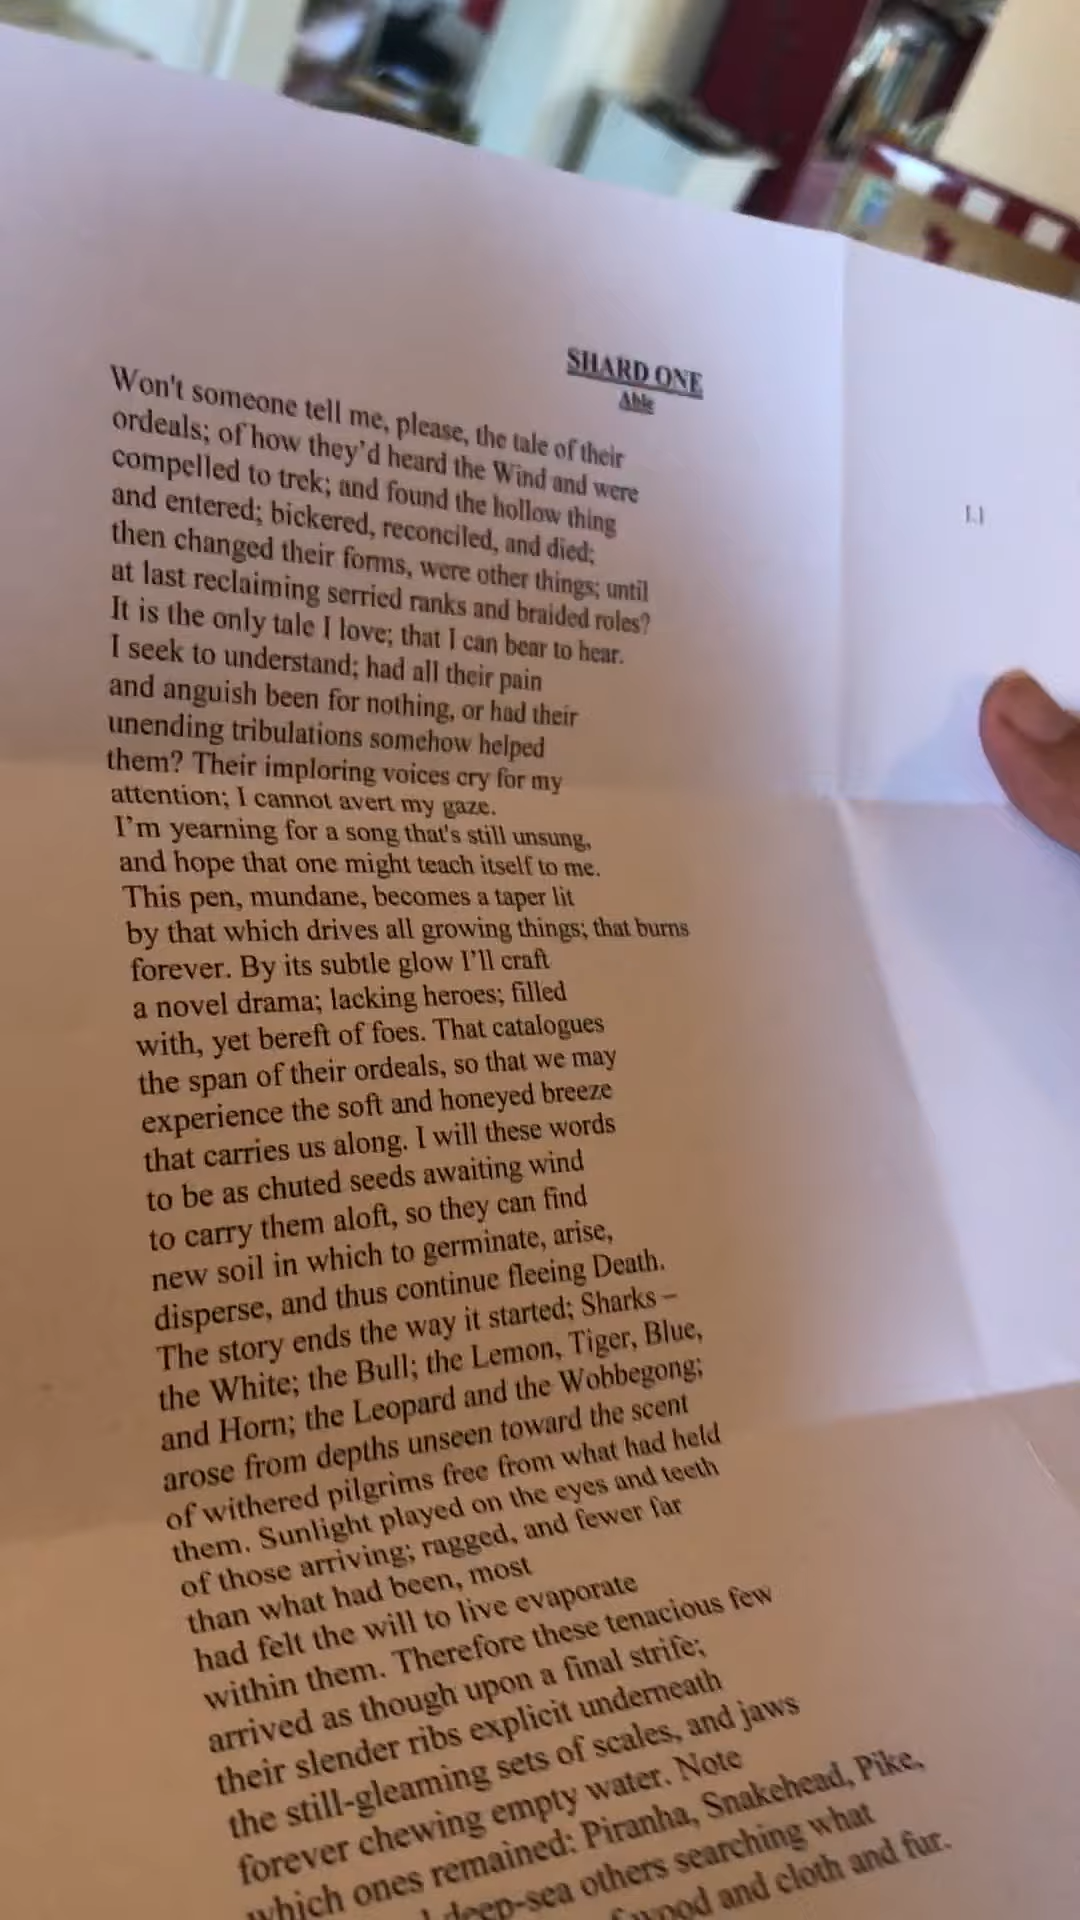 SHARD ONE
Able
1.1
Won't someone tell me, please, the tale of their
ordeals; of how they’d heard the Wind and were
compelled to trek; and found the hollow thing
and entered; bickered, reconciled, and died;
then changed their forms, were other things; until
at last reclaiming serried ranks and braided roles?
It is the only tale I love; that I can bear to hear.
I seek to understand; had all their pain
and anguish been for nothing, or had their
unending tribulations somehow helped
them? Their imploring voices cry for my
attention; I cannot avert my gaze.
I’m yearning for a song that's still unsung,
and hope that one might teach itself to me.
This pen, mundane, becomes a taper lit
by that which drives all growing things; that burns
forever. By its subtle glow I’ll craft
a novel drama; lacking heroes; filled
with, yet bereft of foes. That catalogues
the span of their ordeals, so that we may
experience the soft and honeyed breeze
that carries us along. I will these words
to be as chuted seeds awaiting wind
to carry them aloft, so they can find
new soil in which to germinate, arise,
disperse, and thus continue fleeing Death.
The story ends the way it started; Sharks –
the White; the Bull; the Lemon, Tiger, Blue,
and Horn; the Leopard and the Wobbegong;
arose from depths unseen toward the scent
of withered pilgrims free from what had held
them. Sunlight played on the eyes and teeth
of those arriving; ragged, and fewer far
than what had been, most
had felt the will to live evaporate
within them. Therefore these tenacious few
arrived as though upon a final strife;
their slender ribs explicit underneath
the still-gleaming sets of scales, and jaws
forever chewing empty water. Note
which ones remained: Piranha, Snakehead, Pike,
deep-sea others searching what
and cloth and fur.